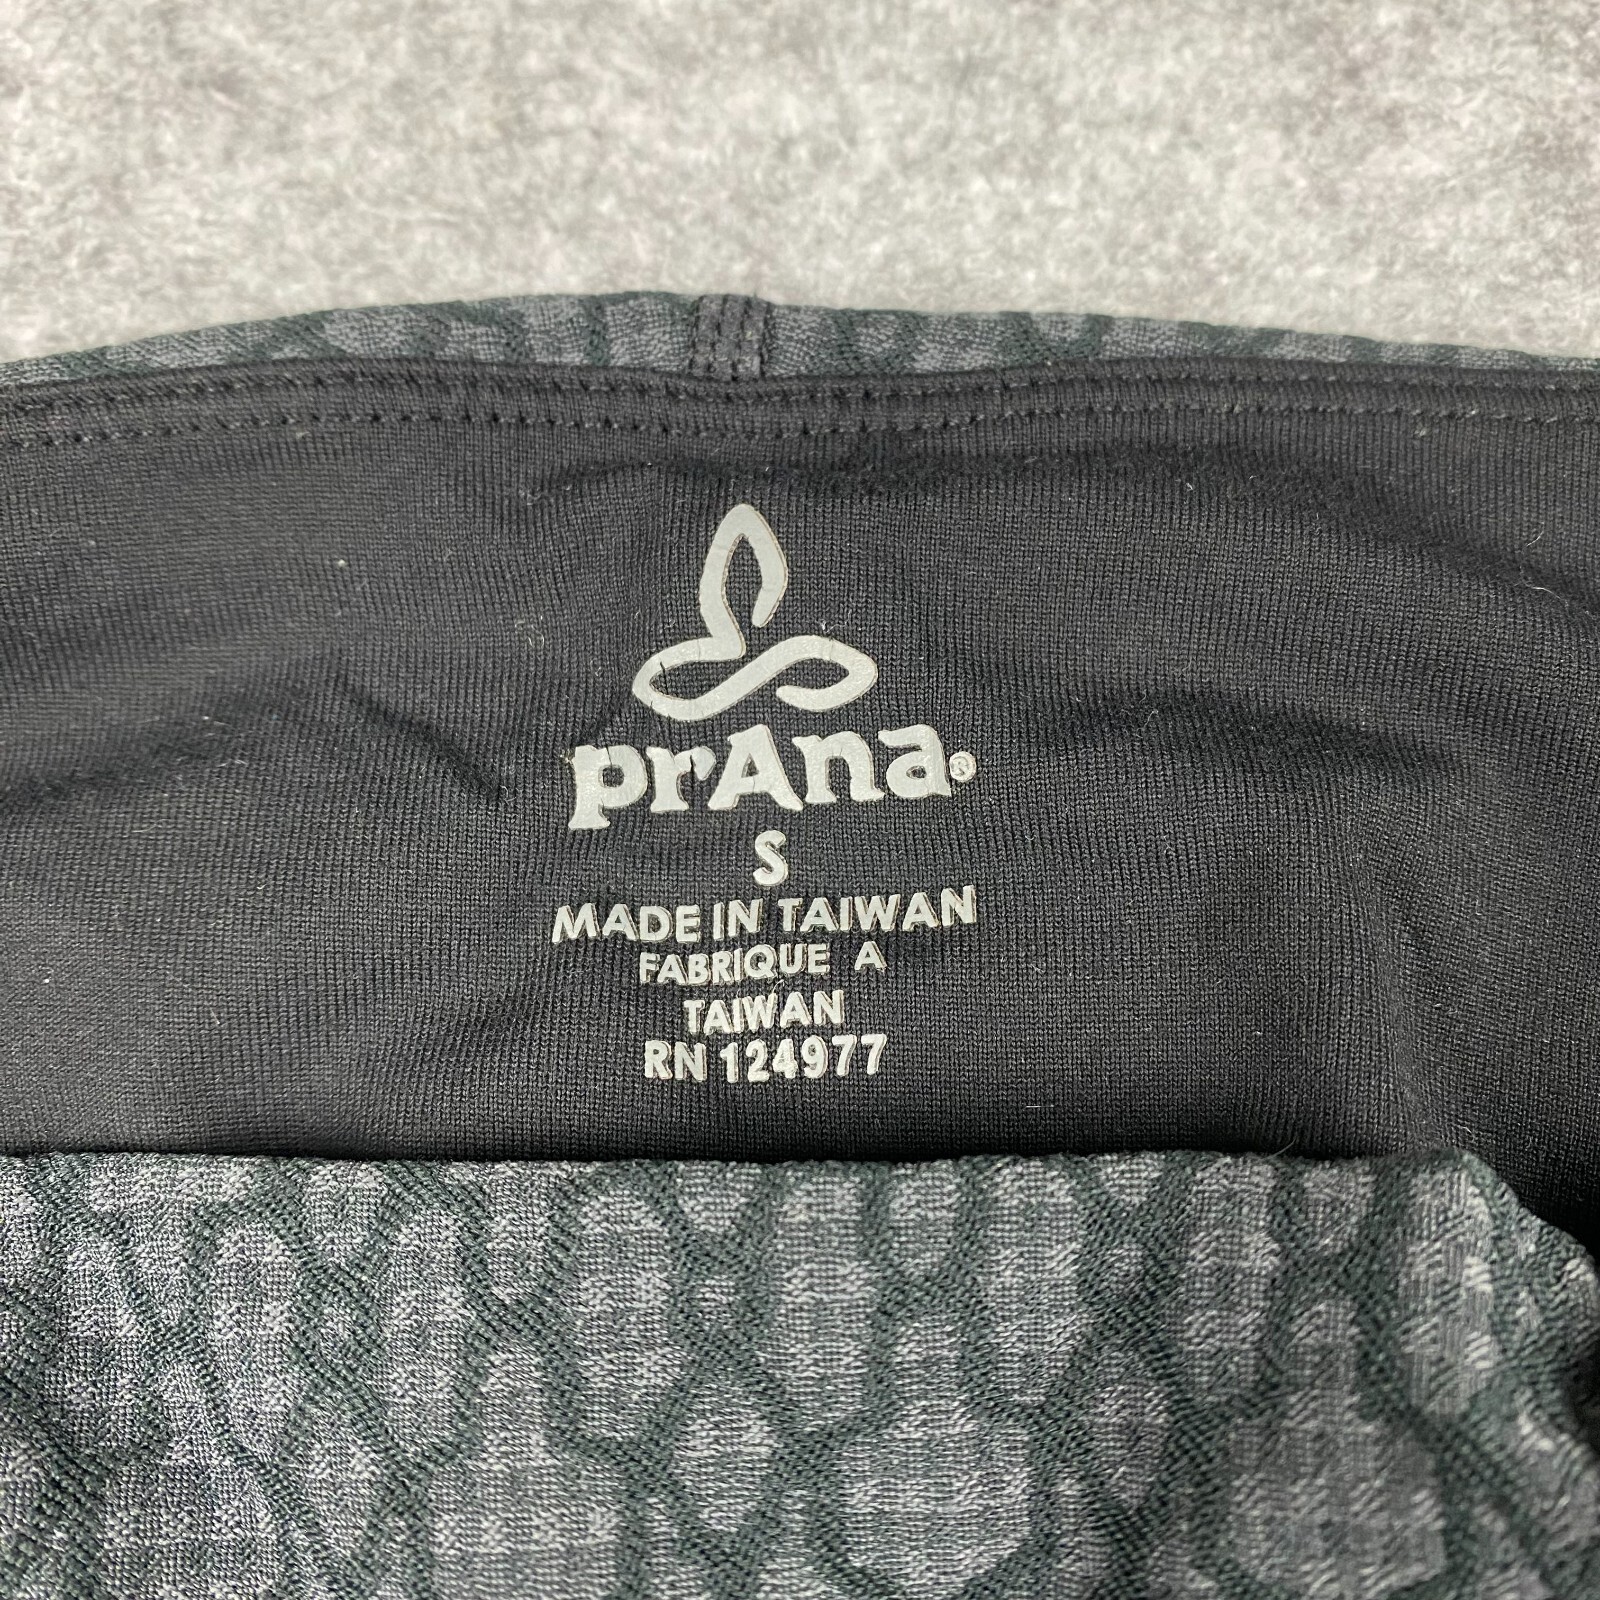 prAna®
S
MADE IN TAIWAN
FABRIQUE A
TAIWAN
RN 124977